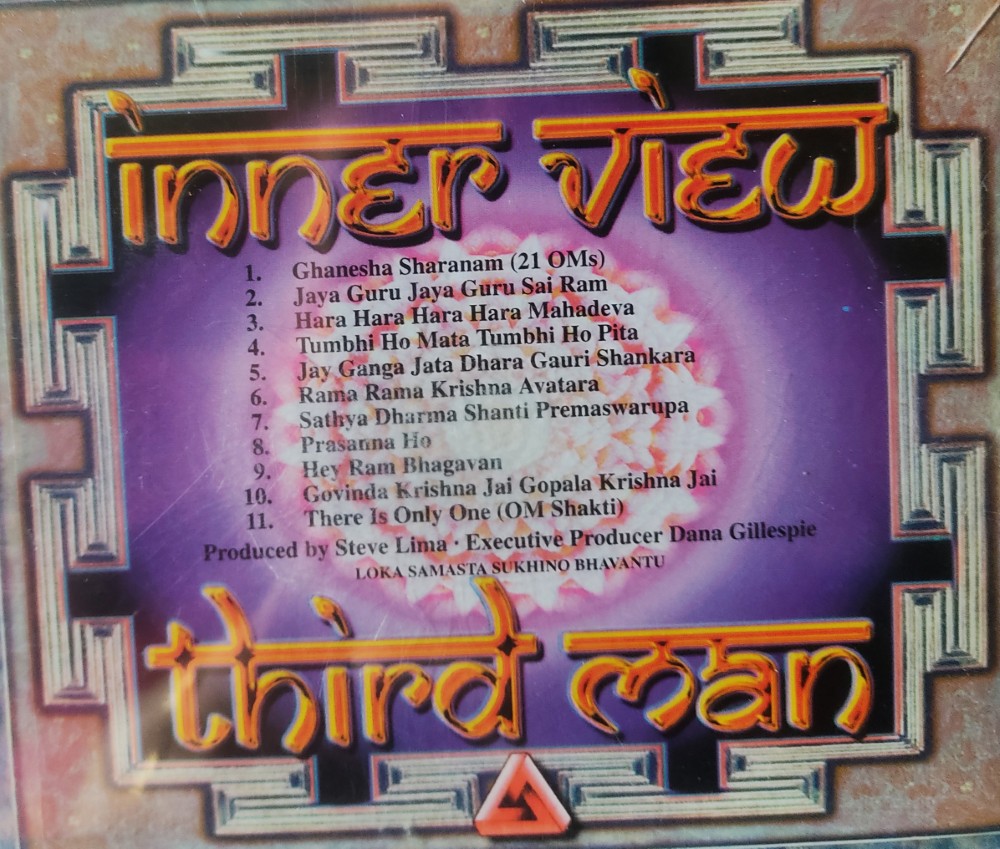 inner view
1. Ghanesha Sharanam (21 OMs)
2. Jaya Guru Jaya Guru Sai Ram
3. Hara Hara Hara Hara Mahadeva
4. Tumbhi Ho Mata Tumbhi Ho Pita
5. Jay Ganga Jata Dhara Gauri Shankara
6. Rama Rama Krishna Avatara
7. Sathya Dharma Shanti Premaswarupa
8. Prasanna Ho
9. Hey Ram Bhagavan
10. Govinda Krishna Jai Gopala Krishna Jai
11. There Is Only One (OM Shakti)
Produced by Steve Lima · Executive Producer Dana Gillespie
LOKA SAMASTA SUKHINO BHAVANTU
third man